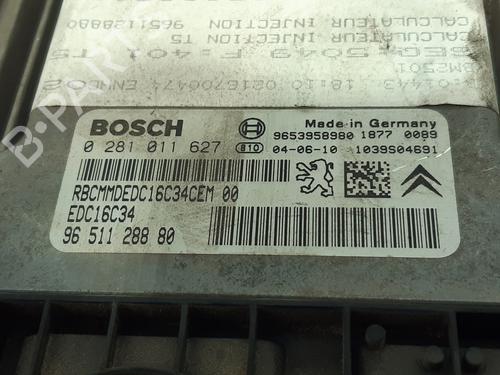 CALCULATEUR INJECTION 9651128880
CALCULATEUR INJECTION T5
BOSCH
Made in Germany
0 281 011 627
810
9653958980 1877 0089
04-06-10 1039S04691
RBCMMDEDC16C34CEM 00
EDC16C34
96 511 288 80
B-PARTS